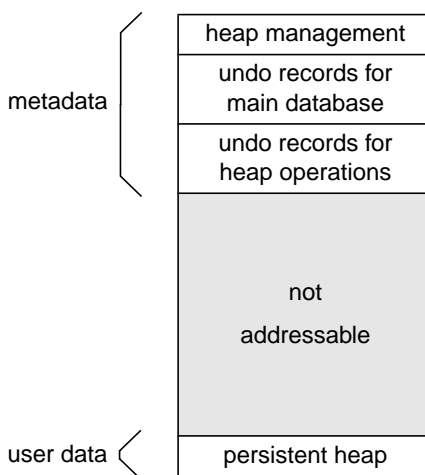 heap management
undo records for
main database
metadata
undo records for
heap operations
not
addressable
user data
persistent heap